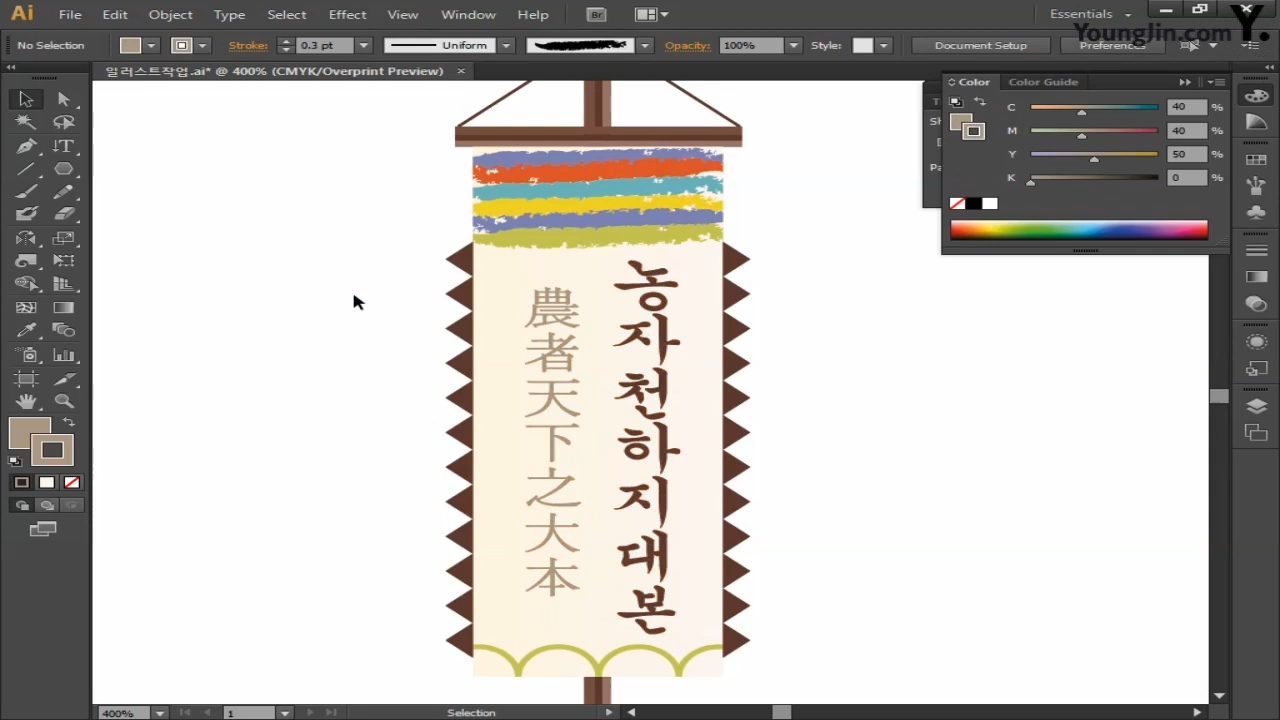 Ai File Edit Object Type Select Effect View Window Help Br Essentials
YoungJin.com Y.
No Selection Stroke: 0.3 pt Uniform Opacity: 100% Style: Document Setup Preferences
일러스트작업.ai* @ 400% (CMYK/Overprint Preview) ×
Color Color Guide
C 40 %
M 40 %
Y 50 %
K 0 %
농자천하지대본
農者天下之大本
400% 1 Selection